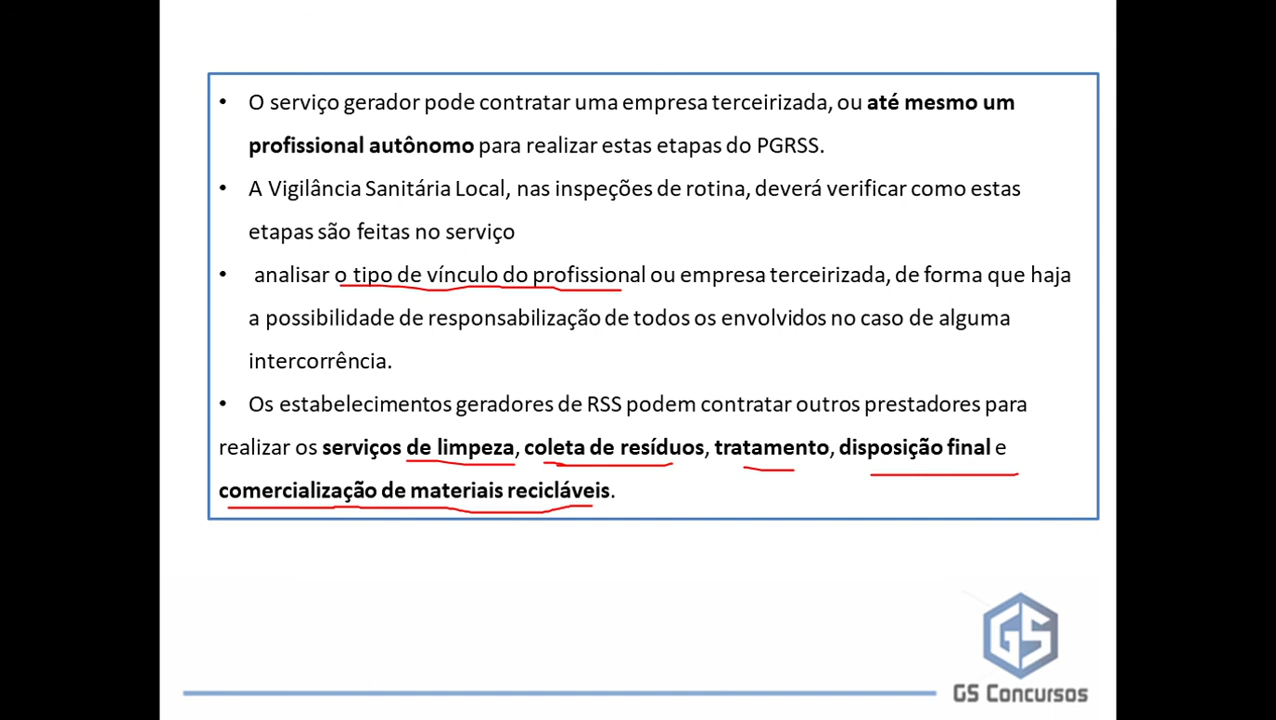 • O serviço gerador pode contratar uma empresa terceirizada, ou até mesmo um
profissional autônomo para realizar estas etapas do PGRSS.
• A Vigilância Sanitária Local, nas inspeções de rotina, deverá verificar como estas
etapas são feitas no serviço
• analisar o tipo de vínculo do profissional ou empresa terceirizada, de forma que haja
a possibilidade de responsabilização de todos os envolvidos no caso de alguma
intercorrência.
• Os estabelecimentos geradores de RSS podem contratar outros prestadores para
realizar os serviços de limpeza, coleta de resíduos, tratamento, disposição final e
comercialização de materiais recicláveis.
GS
GS Concursos